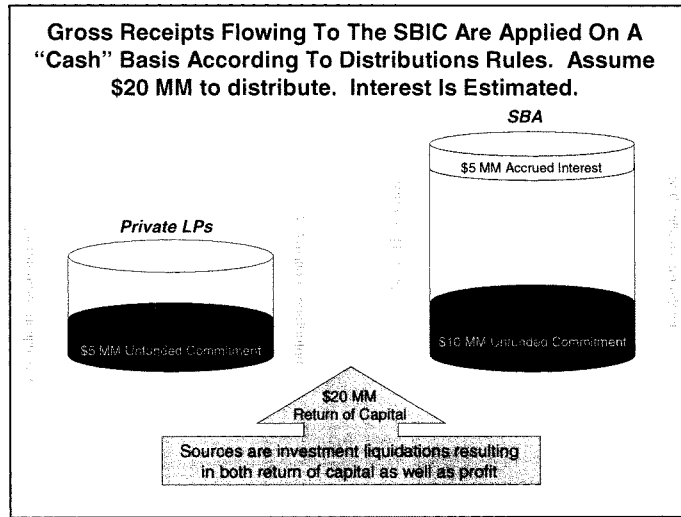 Gross Receipts Flowing To The SBIC Are Applied On A
“Cash” Basis According To Distributions Rules. Assume
$20 MM to distribute. Interest Is Estimated.
SBA
$5 MM Accrued Interest
Private LPs
$5 MM Unfunded Commitment
$10 MM Unfunded Commitment
$20 MM
Return of Capital
Sources are investment liquidations resulting
in both return of capital as well as profit